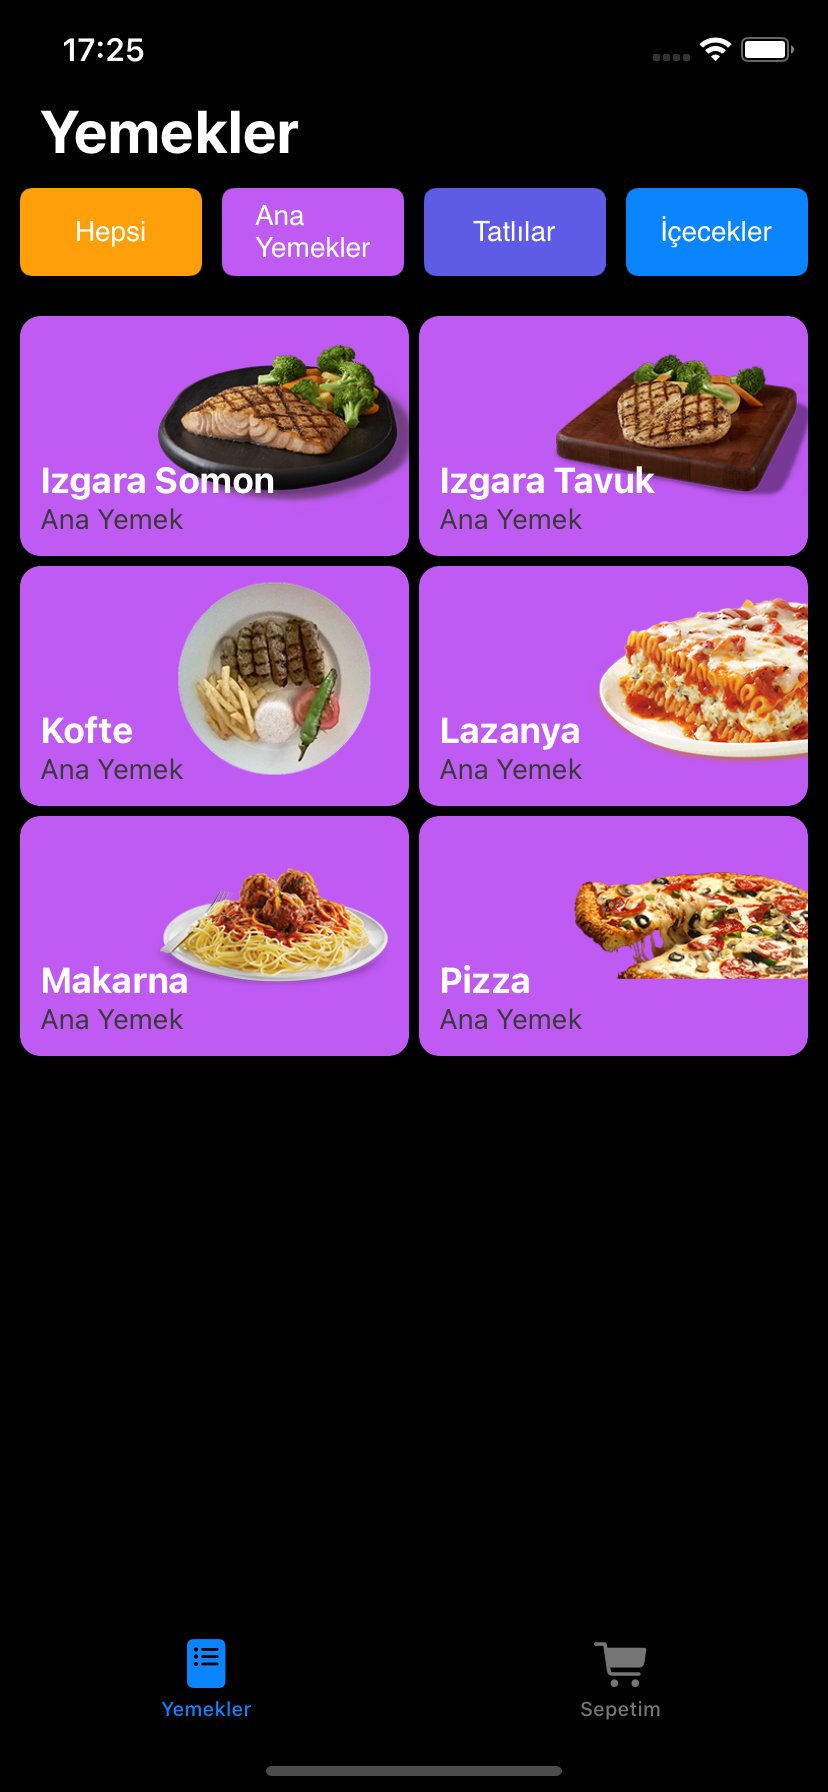 17:25
Yemekler
Hepsi
Ana
Yemekler
Tatlılar
İçecekler
Izgara Somon
Ana Yemek
Izgara Tavuk
Ana Yemek
Kofte
Ana Yemek
Lazanya
Ana Yemek
Makarna
Ana Yemek
Pizza
Ana Yemek
Yemekler
Sepetim